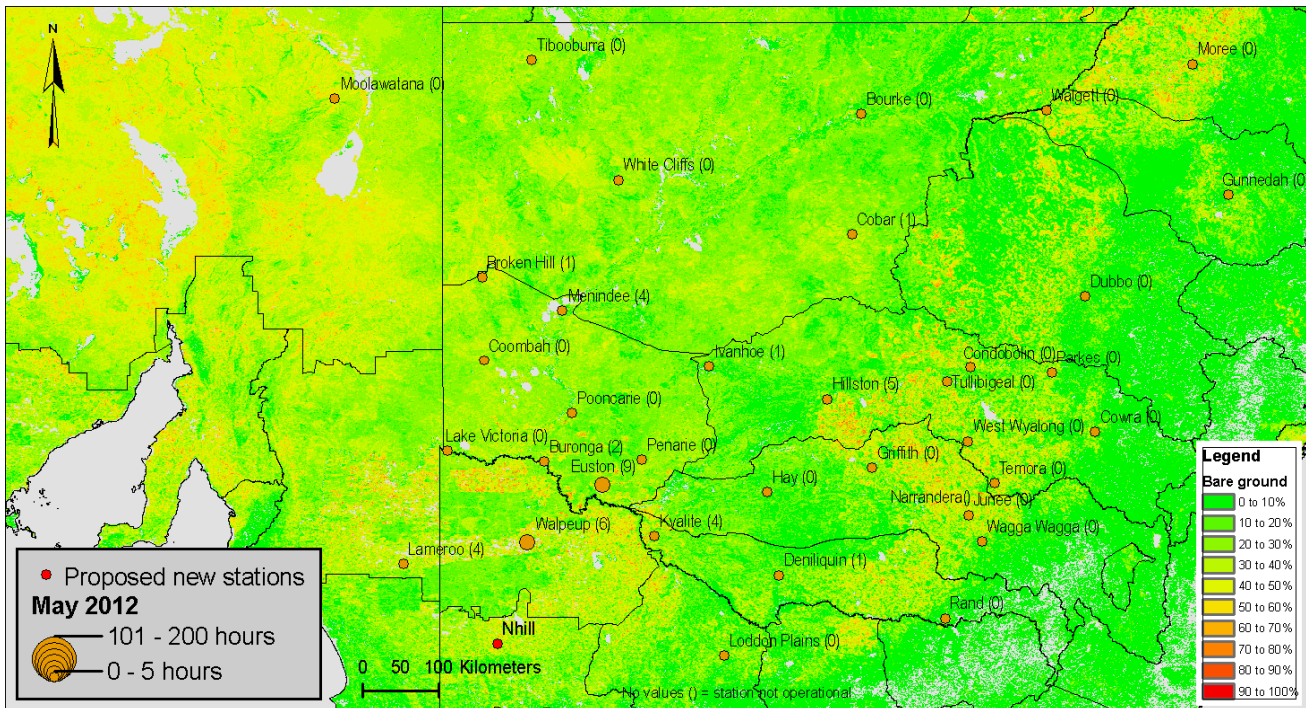 N
Tibooburra (0)
Moree (0)
Moolawatana (0)
Bourke (0)
Walgett (0)
White Cliffs (0)
Gunnedah (0
Cobar (1)
Broken Hill (1)
Menindee (4)
Dubbo (0)
Coombah (0)
Ivanhoe (1)
Condobolin (0)
Parkes (0)
Tullibigeal (0)
Hillston (5)
Pooncarie (0)
Lake Victoria (0)
Buronga (2)
Penarie (0)
West Wyalong (0)
Cowra (0)
Euston (9)
Griffith (0)
Hay (0)
Temora (0)
Narrandera()
Junee (0)
Walpeup (6)
Kyalite (4)
Wagga Wagga (0)
Lameroo (4)
Deniliquin (1)
Rand (0)
Nhill
Loddon Plains (0)
0 50 100 Kilometers
No values () = station not operational
Proposed new stations
May 2012
101 - 200 hours
0 - 5 hours
Legend
Bare ground
0 to 10%
10 to 20%
20 to 30%
30 to 40%
40 to 50%
50 to 60%
60 to 70%
70 to 80%
80 to 90%
90 to 100%